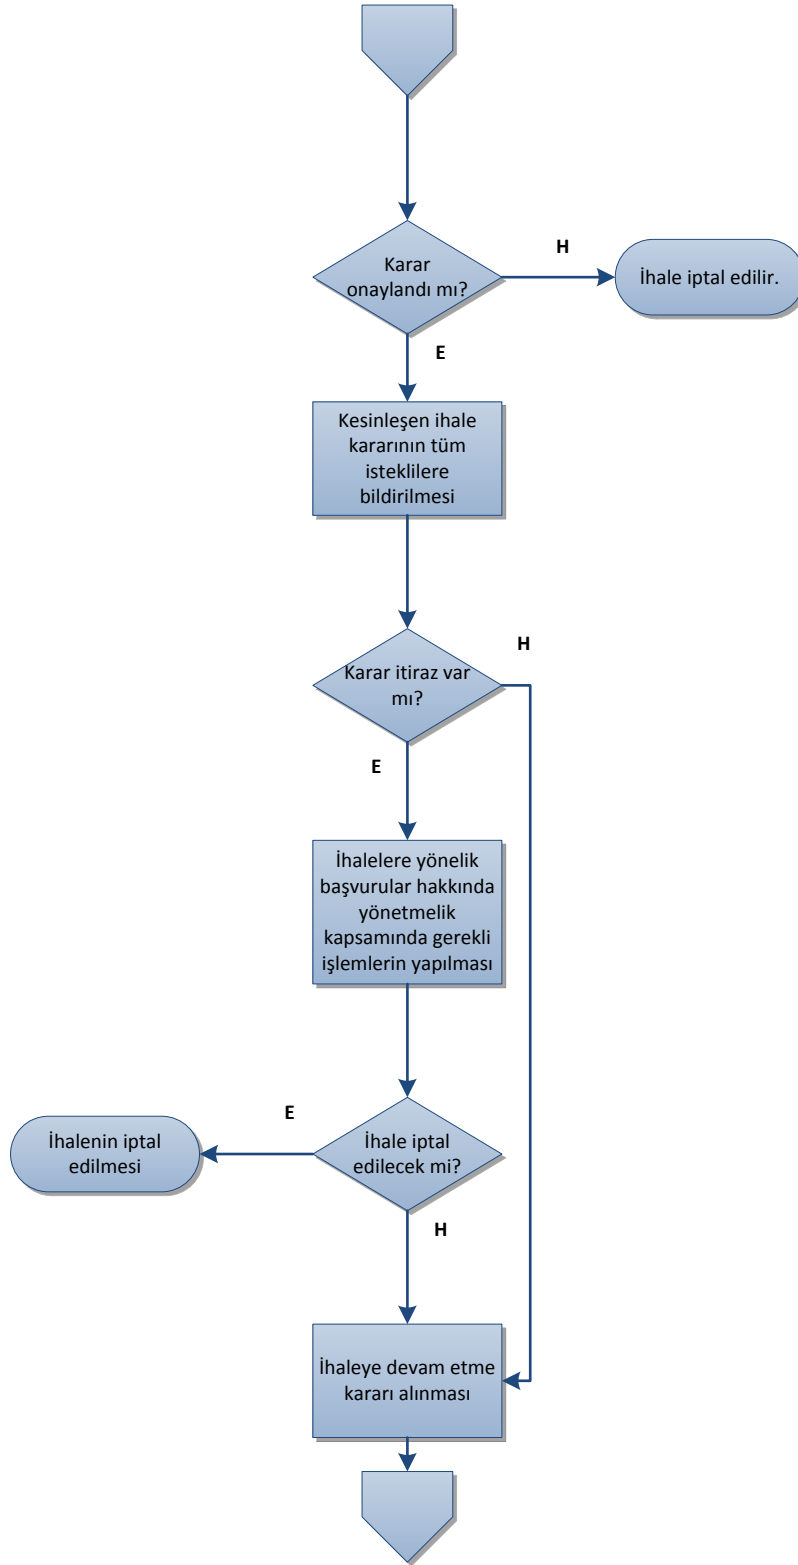 Karar
onaylandı mı?
H
İhale iptal edilir.
E
Kesinleşen ihale
kararının tüm
isteklilere
bildirilmesi
H
Karar itiraz var
mı?
E
İhalelere yönelik
başvurular hakkında
yönetmelik
kapsamında gerekli
işlemlerin yapılması
E
İhalenin iptal
edilmesi
İhale iptal
edilecek mi?
H
İhaleye devam etme
kararı alınması